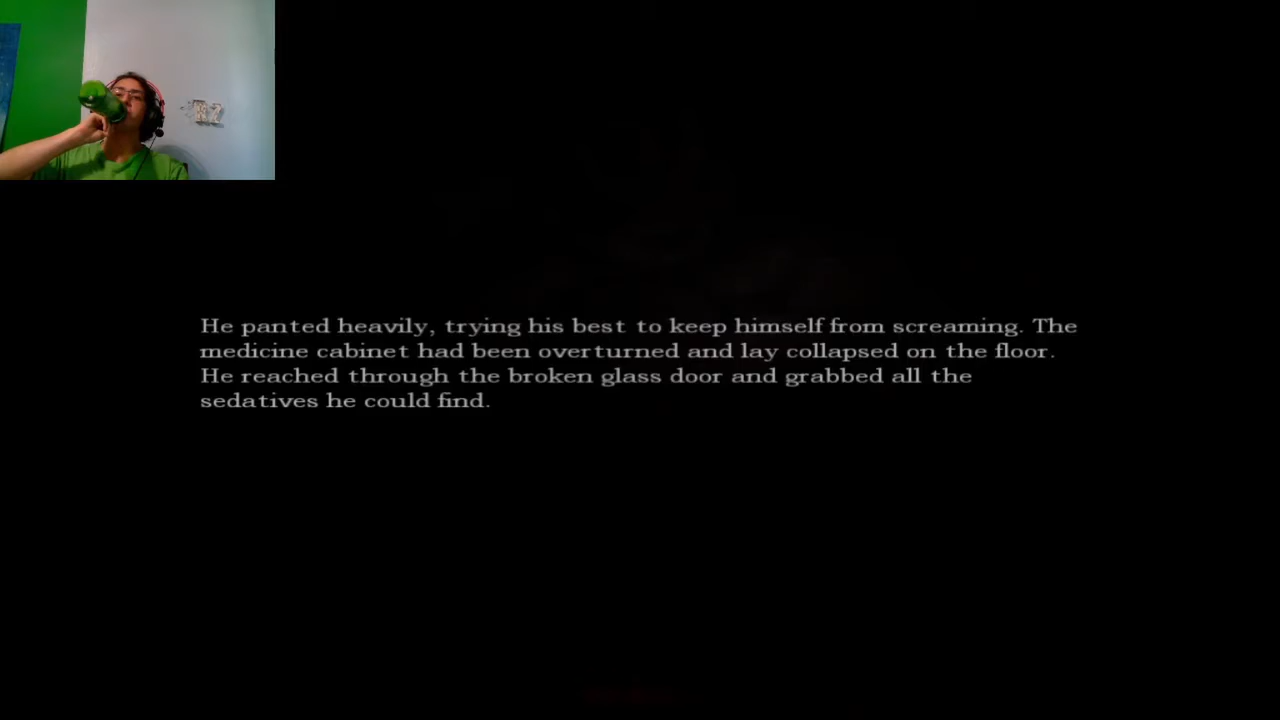 He panted heavily, trying his best to keep himself from screaming. The
medicine cabinet had been overturned and lay collapsed on the floor.
He reached through the broken glass door and grabbed all the
sedatives he could find.